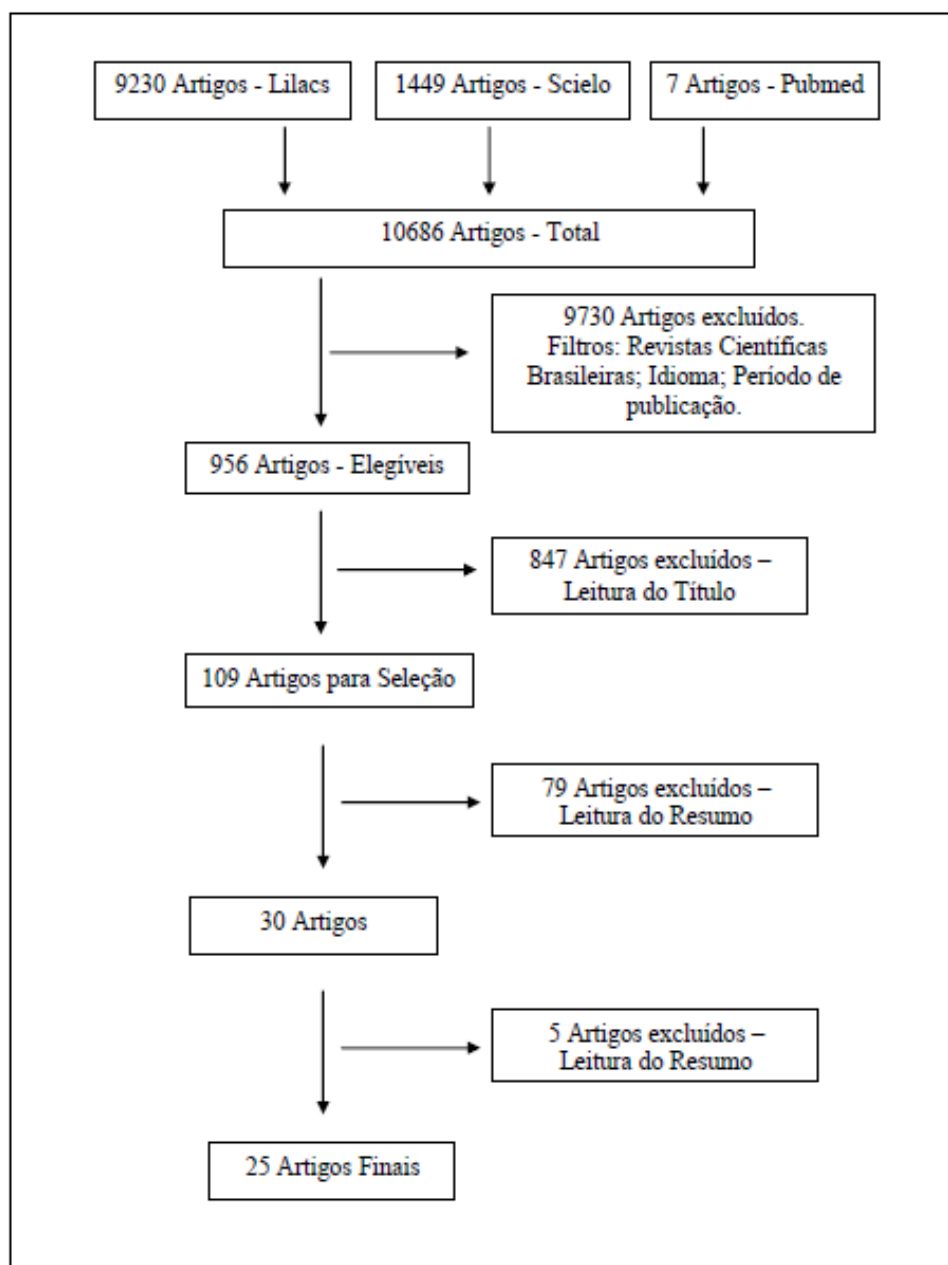 9230 Artigos - Lilacs
1449 Artigos - Scielo
7 Artigos - Pubmed
10686 Artigos - Total
9730 Artigos excluídos.
Filtros: Revistas Científicas
Brasileiras; Idioma; Período de
publicação.
956 Artigos - Elegíveis
847 Artigos excluídos –
Leitura do Título
109 Artigos para Seleção
79 Artigos excluídos –
Leitura do Resumo
30 Artigos
5 Artigos excluídos –
Leitura do Resumo
25 Artigos Finais